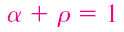 α + ρ = 1